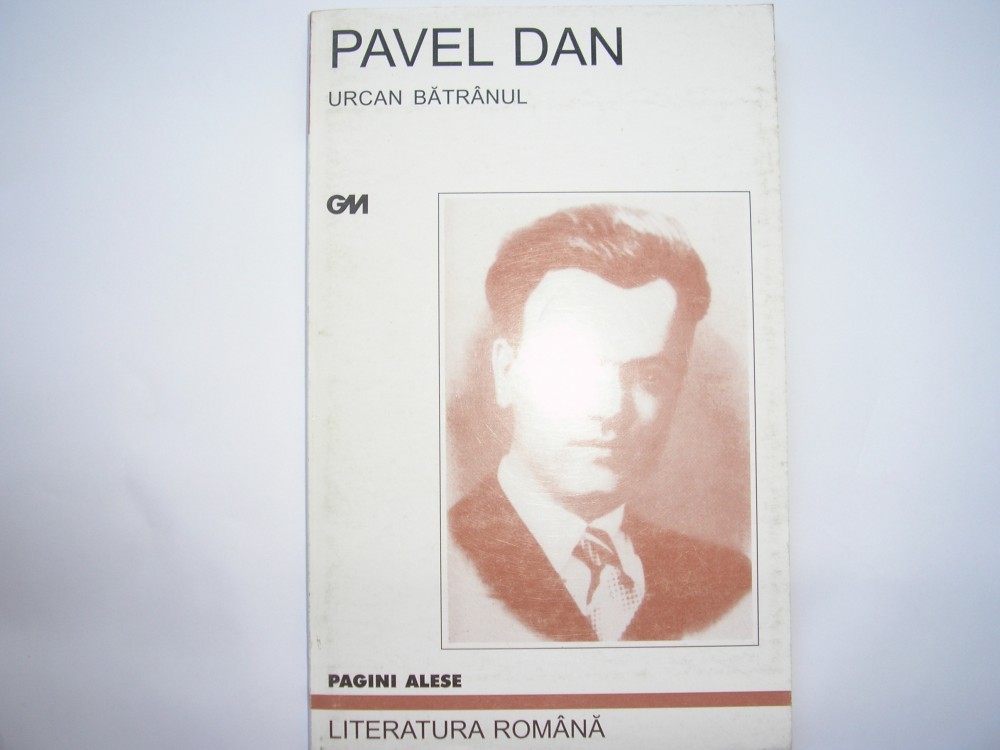 PAVEL DAN
URCAN BĂTRÂNUL
GM
PAGINI ALESE
LITERATURA ROMÂNĂ